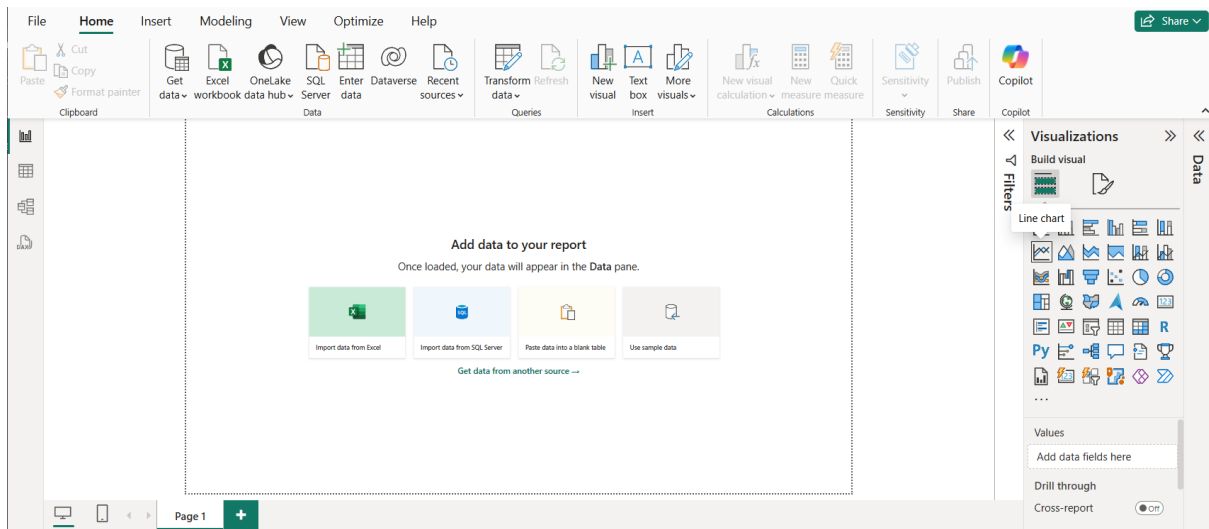 File Home Insert Modeling View Optimize Help Share
Paste
Cut
Copy
Format painter
Clipboard
Get data
Excel workbook
OneLake data hub
SQL Server
Enter data
Dataverse
Recent sources
Data
Transform data
Refresh
Queries
New visual
Text box
More visuals
Insert
New visual calculation
New measure
Quick measure
Calculations
Sensitivity
Sensitivity
Publish
Share
Copilot
Copilot
Add data to your report
Once loaded, your data will appear in the Data pane.
Import data from Excel
Import data from SQL Server
Paste data into a blank table
Use sample data
Get data from another source →
Filters
Visualizations
Build visual
Line chart
123
R
Py
123
...
Values
Add data fields here
Drill through
Cross-report
Off
Data
DAX
SQL
A
Page 1